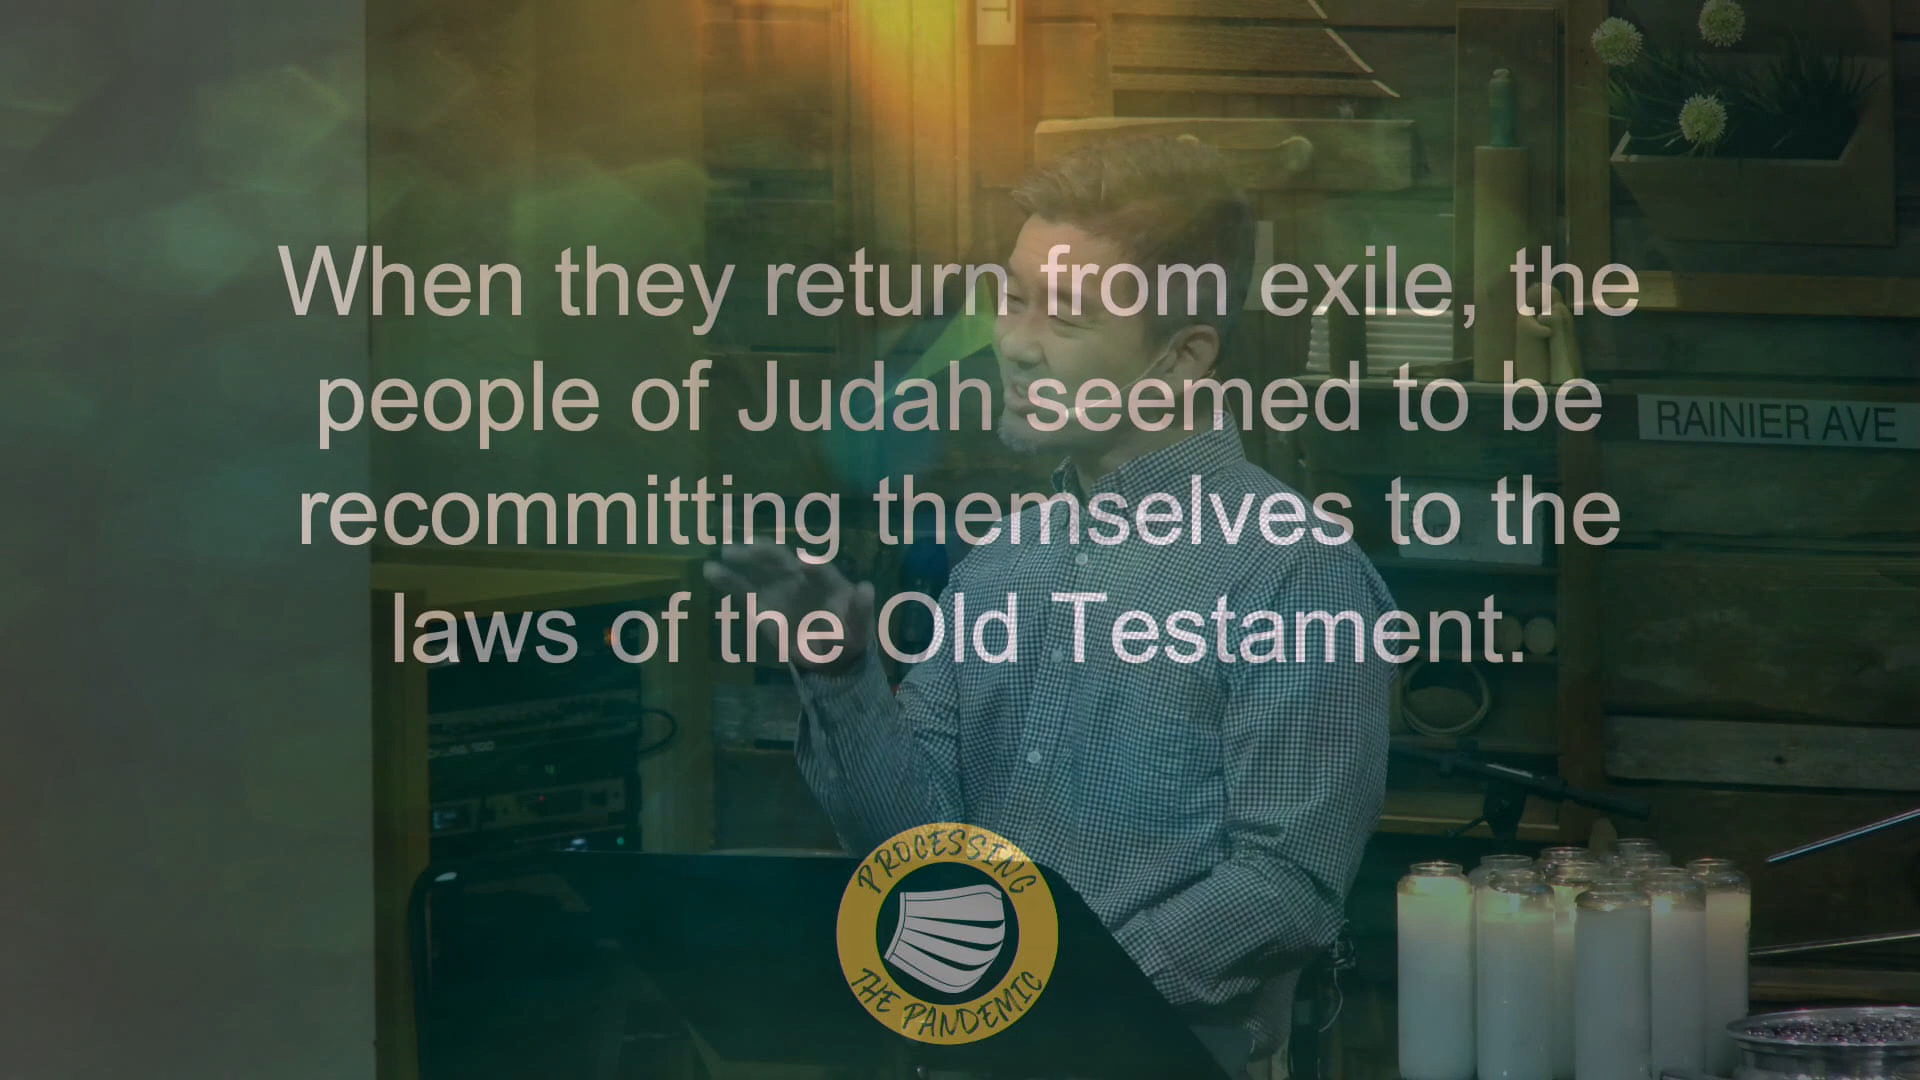 When they return from exile, the
people of Judah seemed to be
recommitting themselves to the
laws of the Old Testament.
RAINIER AVE
PROCESSING
THE PANDEMIC